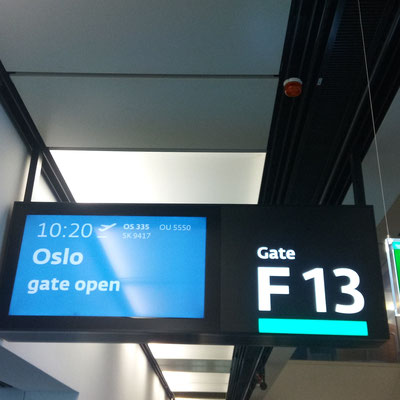 10:20 OS 335 OU 5550
SK 9417
Oslo
gate open
Gate
F 13